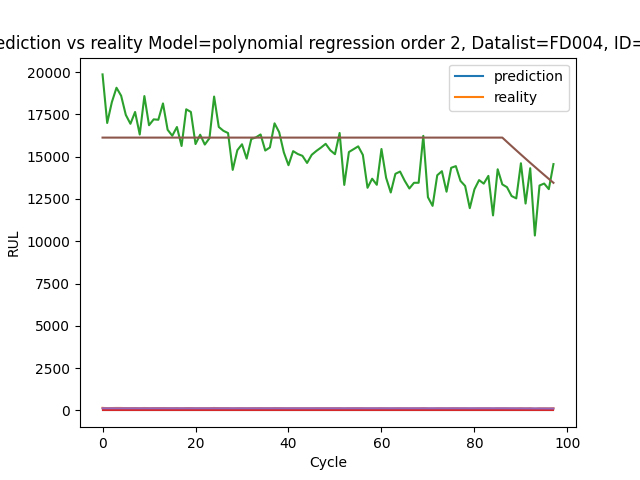 ediction vs reality Model=polynomial regression order 2, Datalist=FD004, ID=
prediction
reality
20000
17500
15000
12500
10000
7500
5000
2500
0
RUL
0 20 40 60 80 100
Cycle